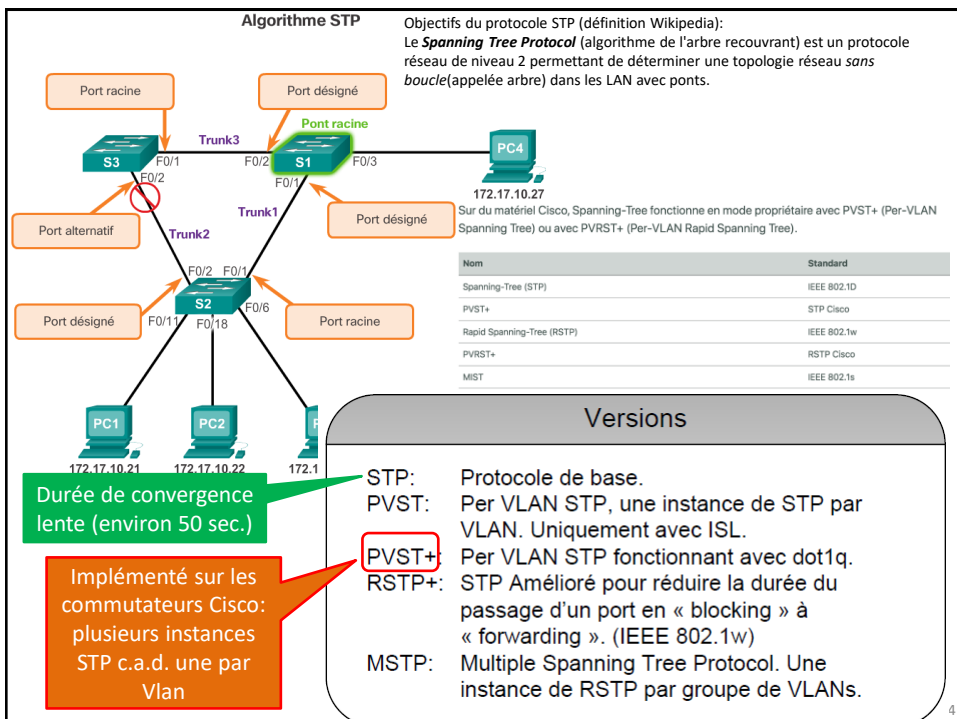 Algorithme STP
Objectifs du protocole STP (définition Wikipedia):
Le Spanning Tree Protocol (algorithme de l'arbre recouvrant) est un protocole
réseau de niveau 2 permettant de déterminer une topologie réseau sans
boucle(appelée arbre) dans les LAN avec ponts.
Port racine
Port désigné
Pont racine
Trunk3
S3
F0/1
F0/2
S1
F0/3
PC4
F0/2
F0/1
172.17.10.27
Port alternatif
Trunk2
Trunk1
Port désigné
Sur du matériel Cisco, Spanning-Tree fonctionne en mode propriétaire avec PVST+ (Per-VLAN
Spanning Tree) ou avec PVRST+ (Per-VLAN Rapid Spanning Tree).
Nom Standard
Spanning-Tree (STP) IEEE 802.1D
PVST+ STP Cisco
Rapid Spanning-Tree (RSTP) IEEE 802.1w
PVRST+ RSTP Cisco
MIST IEEE 802.1s
F0/2
F0/1
S2
F0/6
Port désigné
F0/11
F0/18
Port racine
PC1
PC2
P
172.17.10.21
172.17.10.22
172.1
Durée de convergence
lente (environ 50 sec.)
Implémenté sur les
commutateurs Cisco:
plusieurs instances
STP c.a.d. une par
Vlan
Versions
STP: Protocole de base.
PVST: Per VLAN STP, une instance de STP par
VLAN. Uniquement avec ISL.
PVST+: Per VLAN STP fonctionnant avec dot1q.
RSTP+: STP Amélioré pour réduire la durée du
passage d'un port en « blocking » à
« forwarding ». (IEEE 802.1w)
MSTP: Multiple Spanning Tree Protocol. Une
instance de RSTP par groupe de VLANs.
4